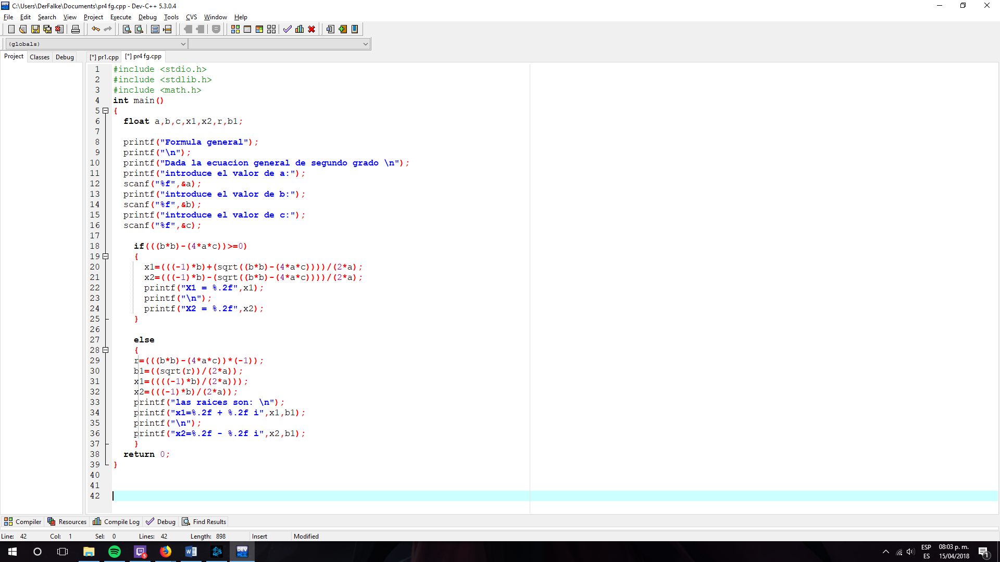 C:\Users\DerFalke\Documents\pr4 fg.cpp - Dev-C++ 5.3.0.4
File Edit Search View Project Execute Debug Tools CVS Window Help
(globals)
Project Classes Debug
[*] pr1.cpp [*] pr4 fg.cpp
1 #include <stdio.h>
2 #include <stdlib.h>
3 #include <math.h>
4 int main()
5 {
6 float a,b,c,x1,x2,r,b1;
7
8 printf("Formula general");
9 printf("\n");
10 printf("Dada la ecuacion general de segundo grado \n");
11 printf("introduce el valor de a:");
12 scanf("%f",&a);
13 printf("introduce el valor de b:");
14 scanf("%f",&b);
15 printf("introduce el valor de c:");
16 scanf("%f",&c);
17
18 if(((b*b)-(4*a*c))>=0)
19 {
20 x1=(((-1)*b)+(sqrt((b*b)-(4*a*c))))/(2*a);
21 x2=(((-1)*b)-(sqrt((b*b)-(4*a*c))))/(2*a);
22 printf("X1 = %.2f",x1);
23 printf("\n");
24 printf("X2 = %.2f",x2);
25 }
26
27 else
28 {
29 r=(((b*b)-(4*a*c))*(-1));
30 b1=((sqrt(r))/(2*a));
31 x1=((((-1)*b)/(2*a)));
32 x2=(((-1)*b)/(2*a));
33 printf("las raices son: \n");
34 printf("x1=%.2f + %.2f i",x1,b1);
35 printf("\n");
36 printf("x2=%.2f - %.2f i",x2,b1);
37 }
38 return 0;
39 }
40
41
42
Compiler Resources Compile Log Debug Find Results
Line: 42 Col: 1 Sel: 0 Lines: 42 Length: 898 Insert Modified
ESP 08:03 p. m.
ES 15/04/2018